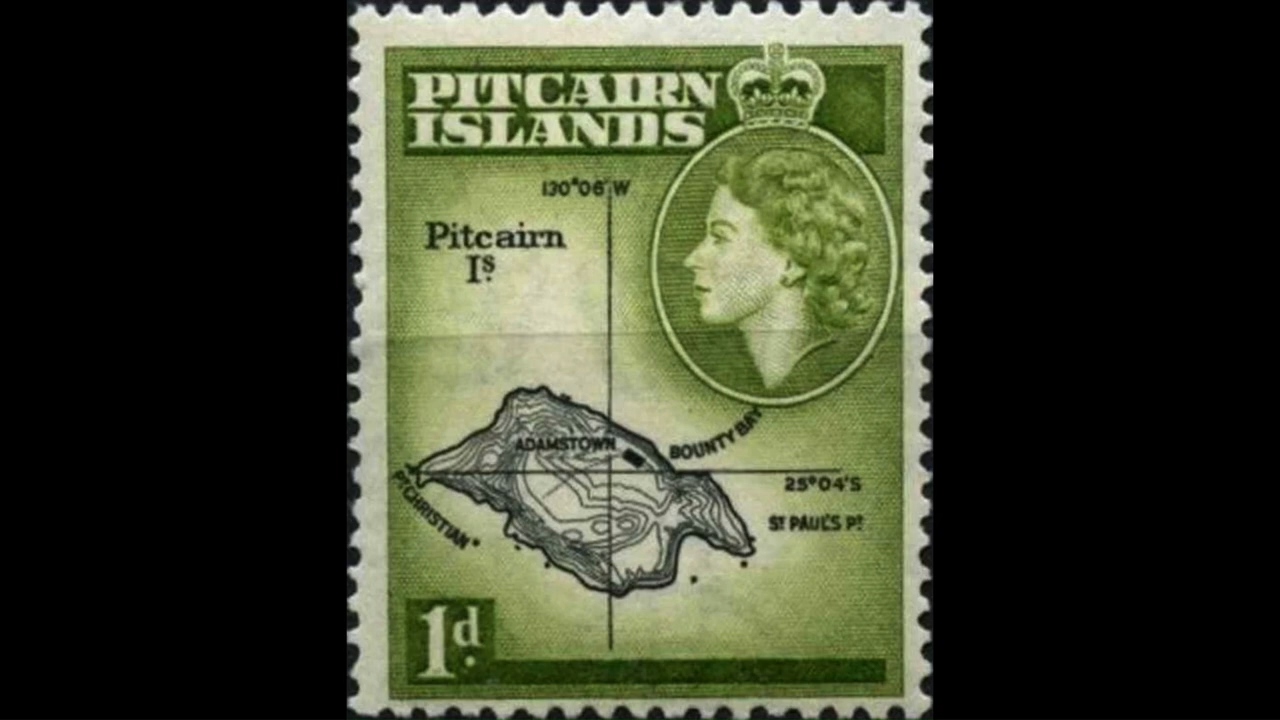 PITCAIRN
ISLANDS
130°06'W
Pitcairn
Is.
ADAMSTOWN
BOUNTY BAY
25°04'S
PT CHRISTIAN
ST PAUL'S PT
1d.